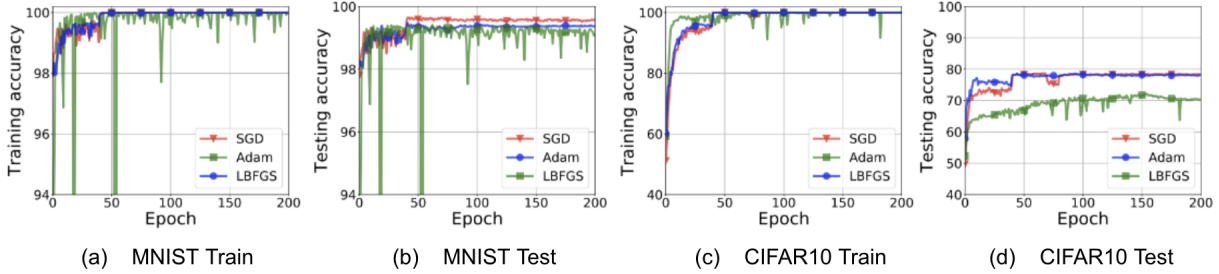 100
98
96
94
Training accuracy
0 50 100 150 200
Epoch
SGD
Adam
LBFGS
(a) MNIST Train
100
98
96
94
Testing accuracy
0 50 100 150 200
Epoch
SGD
Adam
LBFGS
(b) MNIST Test
100
80
60
40
Training accuracy
0 50 100 150 200
Epoch
SGD
Adam
LBFGS
(c) CIFAR10 Train
100
90
80
70
60
50
40
Testing accuracy
0 50 100 150 200
Epoch
SGD
Adam
LBFGS
(d) CIFAR10 Test